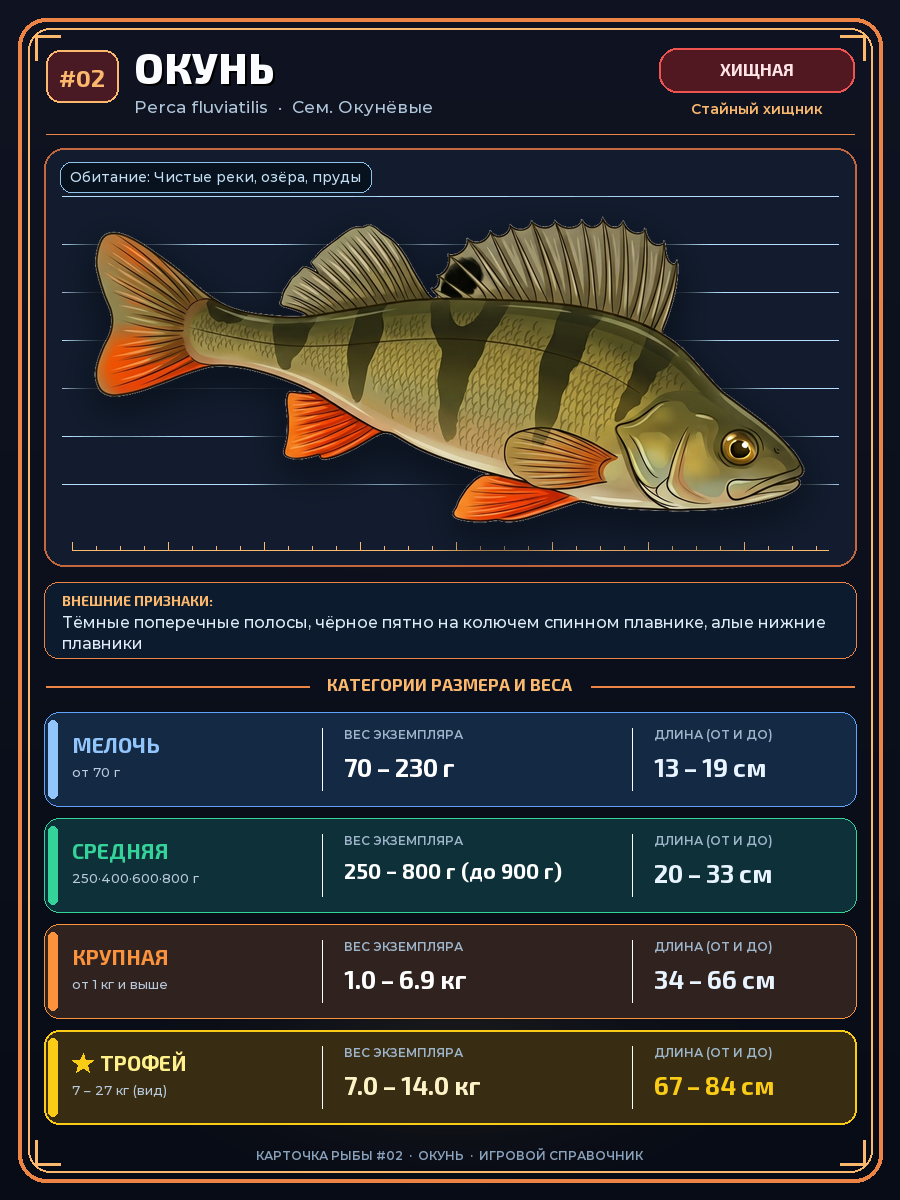 #02
ОКУНЬ
Perca fluviatilis · Сем. Окунёвые
ХИЩНАЯ
Стайный хищник
Обитание: Чистые реки, озёра, пруды
ВНЕШНИЕ ПРИЗНАКИ:
Тёмные поперечные полосы, чёрное пятно на колючем спинном плавнике, алые нижние
плавники
КАТЕГОРИИ РАЗМЕРА И ВЕСА
МЕЛОЧЬ
от 70 г
ВЕС ЭКЗЕМПЛЯРА
70 – 230 г
ДЛИНА (ОТ И ДО)
13 – 19 см
СРЕДНЯЯ
250·400·600·800 г
ВЕС ЭКЗЕМПЛЯРА
250 – 800 г (до 900 г)
ДЛИНА (ОТ И ДО)
20 – 33 см
КРУПНАЯ
от 1 кг и выше
ВЕС ЭКЗЕМПЛЯРА
1.0 – 6.9 кг
ДЛИНА (ОТ И ДО)
34 – 66 см
ТРОФЕЙ
7 – 27 кг (вид)
ВЕС ЭКЗЕМПЛЯРА
7.0 – 14.0 кг
ДЛИНА (ОТ И ДО)
67 – 84 см
КАРТОЧКА РЫБЫ #02 · ОКУНЬ · ИГРОВОЙ СПРАВОЧНИК